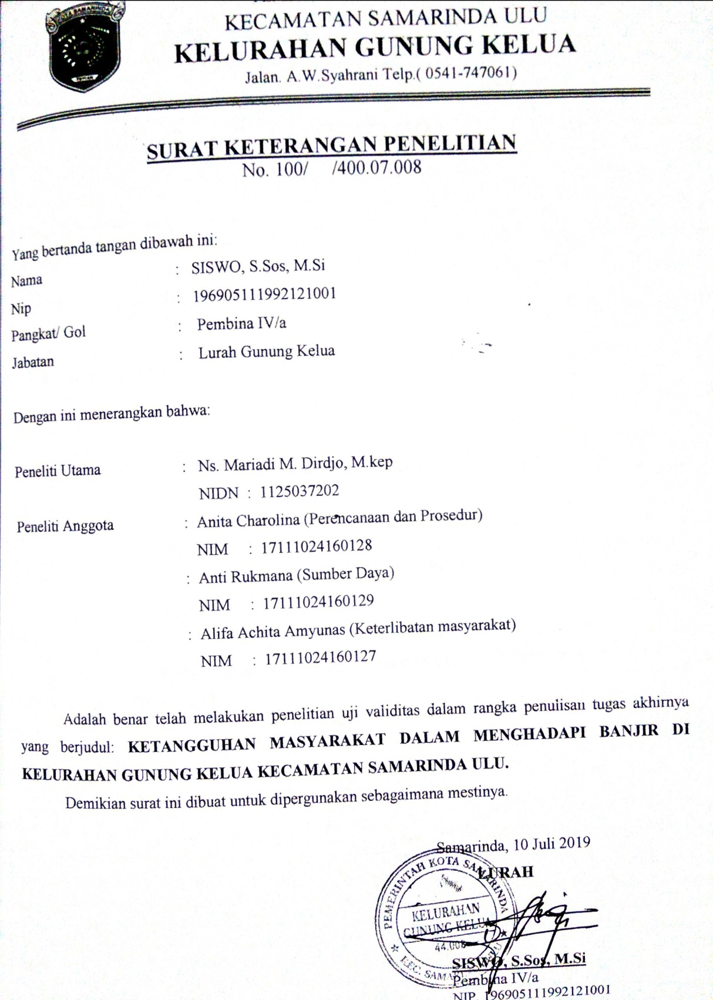 KOTA SAMARINDA
KECAMATAN SAMARINDA ULU
KELURAHAN GUNUNG KELUA
Jalan. A.W.Syahrani Telp.( 0541-747061)
SURAT KETERANGAN PENELITIAN
No. 100/ /400.07.008
Yang bertanda tangan dibawah ini:
Nama : SISWO, S.Sos, M.Si
Nip : 196905111992121001
Pangkat/ Gol : Pembina IV/a
Jabatan : Lurah Gunung Kelua
Dengan ini menerangkan bahwa:
Peneliti Utama : Ns. Mariadi M. Dirdjo, M.kep
NIDN : 1125037202
Peneliti Anggota : Anita Charolina (Perencanaan dan Prosedur)
NIM : 17111024160128
: Anti Rukmana (Sumber Daya)
NIM : 17111024160129
: Alifa Achita Amyunas (Keterlibatan masyarakat)
NIM : 17111024160127
Adalah benar telah melakukan penelitian uji validitas dalam rangka penulisan tugas akhirnya
yang berjudul: KETANGGUHAN MASYARAKAT DALAM MENGHADAPI BANJIR DI
KELURAHAN GUNUNG KELUA KECAMATAN SAMARINDA ULU.
Demikian surat ini dibuat untuk dipergunakan sebagaimana mestinya.
Samarinda, 10 Juli 2019
LURAH
PEMERINTAH KOTA SAMARINDA
KELURAHAN
GUNUNG KELUA
44.008
KEC. SAMARINDA ULU
SISWO, S.Sos, M.Si
Pembina IV/a
NIP. 196905111992121001